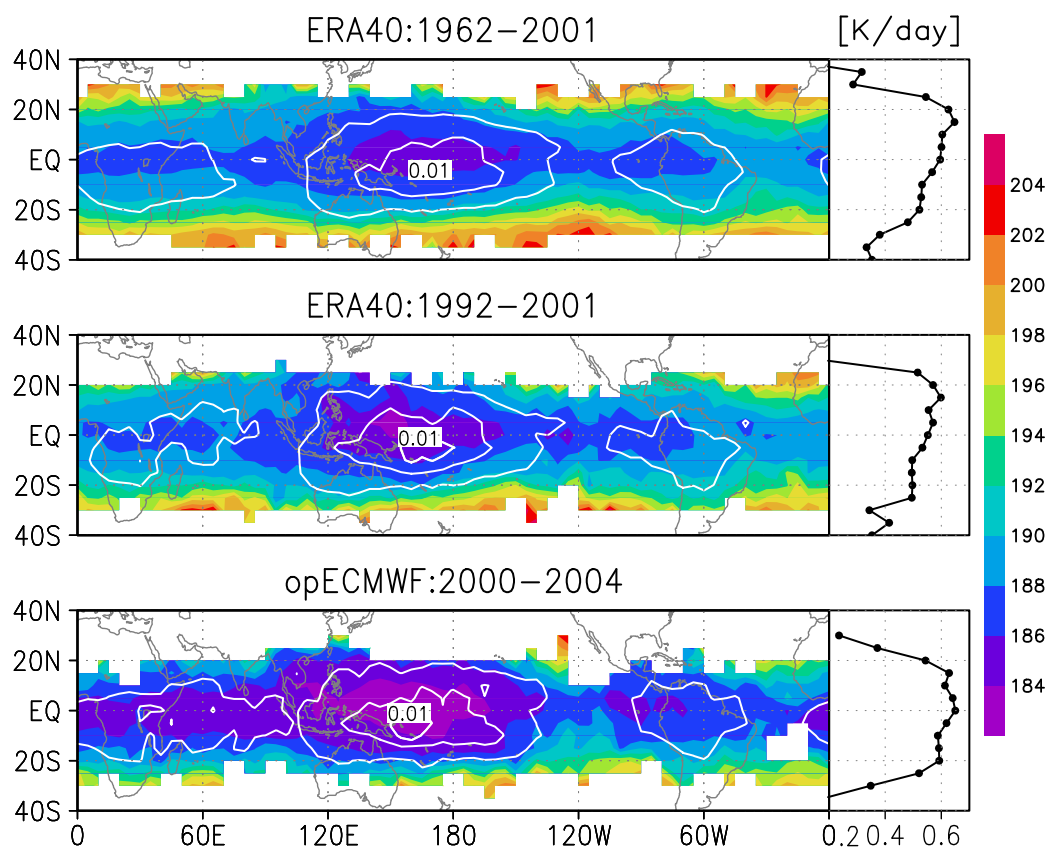 ERA40:1962−2001
[K/day]
40N
20N
EQ
20S
40S
0.01
ERA40:1992−2001
40N
20N
EQ
20S
40S
0.01
opECMWF:2000−2004
40N
20N
EQ
20S
40S
0.01
0
60E
120E
180
120W
60W
0.2
0.4
0.6
204
202
200
198
196
194
192
190
188
186
184